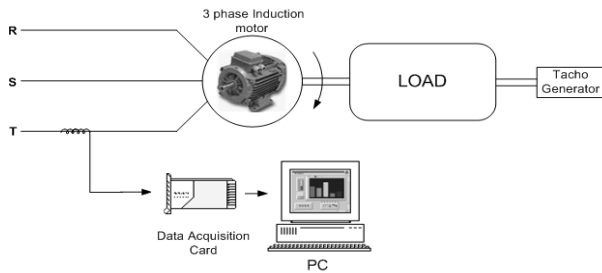 3 phase Induction
motor
R
S
T
LOAD
Tacho
Generator
Data Acquisition
Card
PC